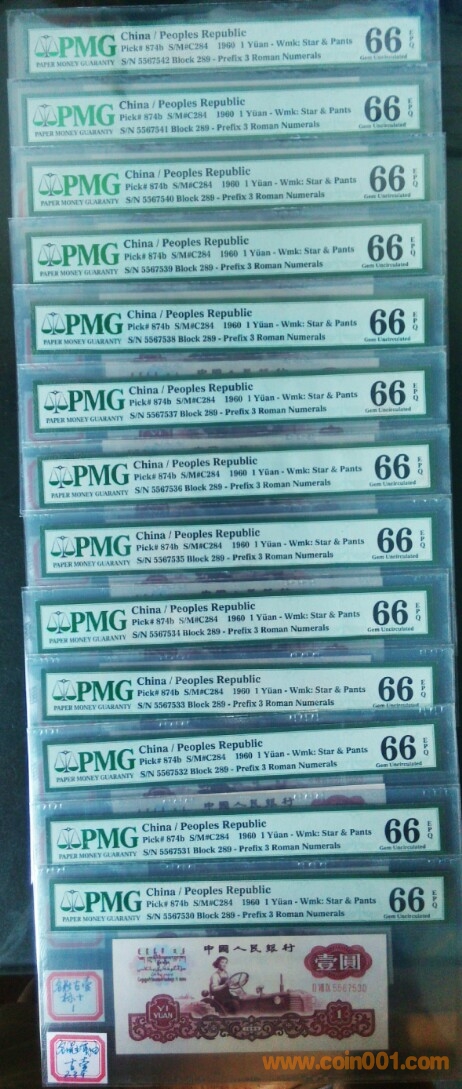 PMG
PAPER MONEY GUARANTY
China / Peoples Republic
Pick# 874b S/M#C284 1960 1 Yüan - Wmk: Star & Pants
S/N 5567542 Block 289 - Prefix 3 Roman Numerals
66 EPQ
Gem Uncirculated
PMG
PAPER MONEY GUARANTY
China / Peoples Republic
Pick# 874b S/M#C284 1960 1 Yüan - Wmk: Star & Pants
S/N 5567541 Block 289 - Prefix 3 Roman Numerals
66 EPQ
Gem Uncirculated
PMG
PAPER MONEY GUARANTY
China / Peoples Republic
Pick# 874b S/M#C284 1960 1 Yüan - Wmk: Star & Pants
S/N 5567540 Block 289 - Prefix 3 Roman Numerals
66 EPQ
Gem Uncirculated
PMG
PAPER MONEY GUARANTY
China / Peoples Republic
Pick# 874b S/M#C284 1960 1 Yüan - Wmk: Star & Pants
S/N 5567539 Block 289 - Prefix 3 Roman Numerals
66 EPQ
Gem Uncirculated
PMG
PAPER MONEY GUARANTY
China / Peoples Republic
Pick# 874b S/M#C284 1960 1 Yüan - Wmk: Star & Pants
S/N 5567538 Block 289 - Prefix 3 Roman Numerals
66 EPQ
Gem Uncirculated
PMG
PAPER MONEY GUARANTY
China / Peoples Republic
Pick# 874b S/M#C284 1960 1 Yüan - Wmk: Star & Pants
S/N 5567537 Block 289 - Prefix 3 Roman Numerals
66 EPQ
Gem Uncirculated
PMG
PAPER MONEY GUARANTY
China / Peoples Republic
Pick# 874b S/M#C284 1960 1 Yüan - Wmk: Star & Pants
S/N 5567536 Block 289 - Prefix 3 Roman Numerals
66 EPQ
Gem Uncirculated
PMG
PAPER MONEY GUARANTY
China / Peoples Republic
Pick# 874b S/M#C284 1960 1 Yüan - Wmk: Star & Pants
S/N 5567535 Block 289 - Prefix 3 Roman Numerals
66 EPQ
Gem Uncirculated
PMG
PAPER MONEY GUARANTY
China / Peoples Republic
Pick# 874b S/M#C284 1960 1 Yüan - Wmk: Star & Pants
S/N 5567534 Block 289 - Prefix 3 Roman Numerals
66 EPQ
Gem Uncirculated
PMG
PAPER MONEY GUARANTY
China / Peoples Republic
Pick# 874b S/M#C284 1960 1 Yüan - Wmk: Star & Pants
S/N 5567533 Block 289 - Prefix 3 Roman Numerals
66 EPQ
Gem Uncirculated
PMG
PAPER MONEY GUARANTY
China / Peoples Republic
Pick# 874b S/M#C284 1960 1 Yüan - Wmk: Star & Pants
S/N 5567532 Block 289 - Prefix 3 Roman Numerals
66 EPQ
Gem Uncirculated
PMG
PAPER MONEY GUARANTY
China / Peoples Republic
Pick# 874b S/M#C284 1960 1 Yüan - Wmk: Star & Pants
S/N 5567531 Block 289 - Prefix 3 Roman Numerals
66 EPQ
Gem Uncirculated
PMG
PAPER MONEY GUARANTY
China / Peoples Republic
Pick# 874b S/M#C284 1960 1 Yüan - Wmk: Star & Pants
S/N 5567530 Block 289 - Prefix 3 Roman Numerals
66 EPQ
Gem Uncirculated
中國人民銀行
壹圓
5567530
YI YUAN
1
www.coin001.com